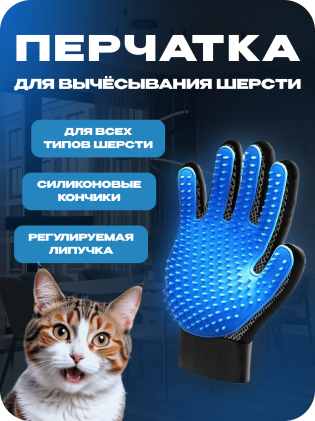 ПЕРЧАТКА
ДЛЯ ВЫЧЁСЫВАНИЯ ШЕРСТИ
ДЛЯ ВСЕХ
ТИПОВ ШЕРСТИ
СИЛИКОНОВЫЕ
КОНЧИКИ
РЕГУЛИРУЕМАЯ
ЛИПУЧКА